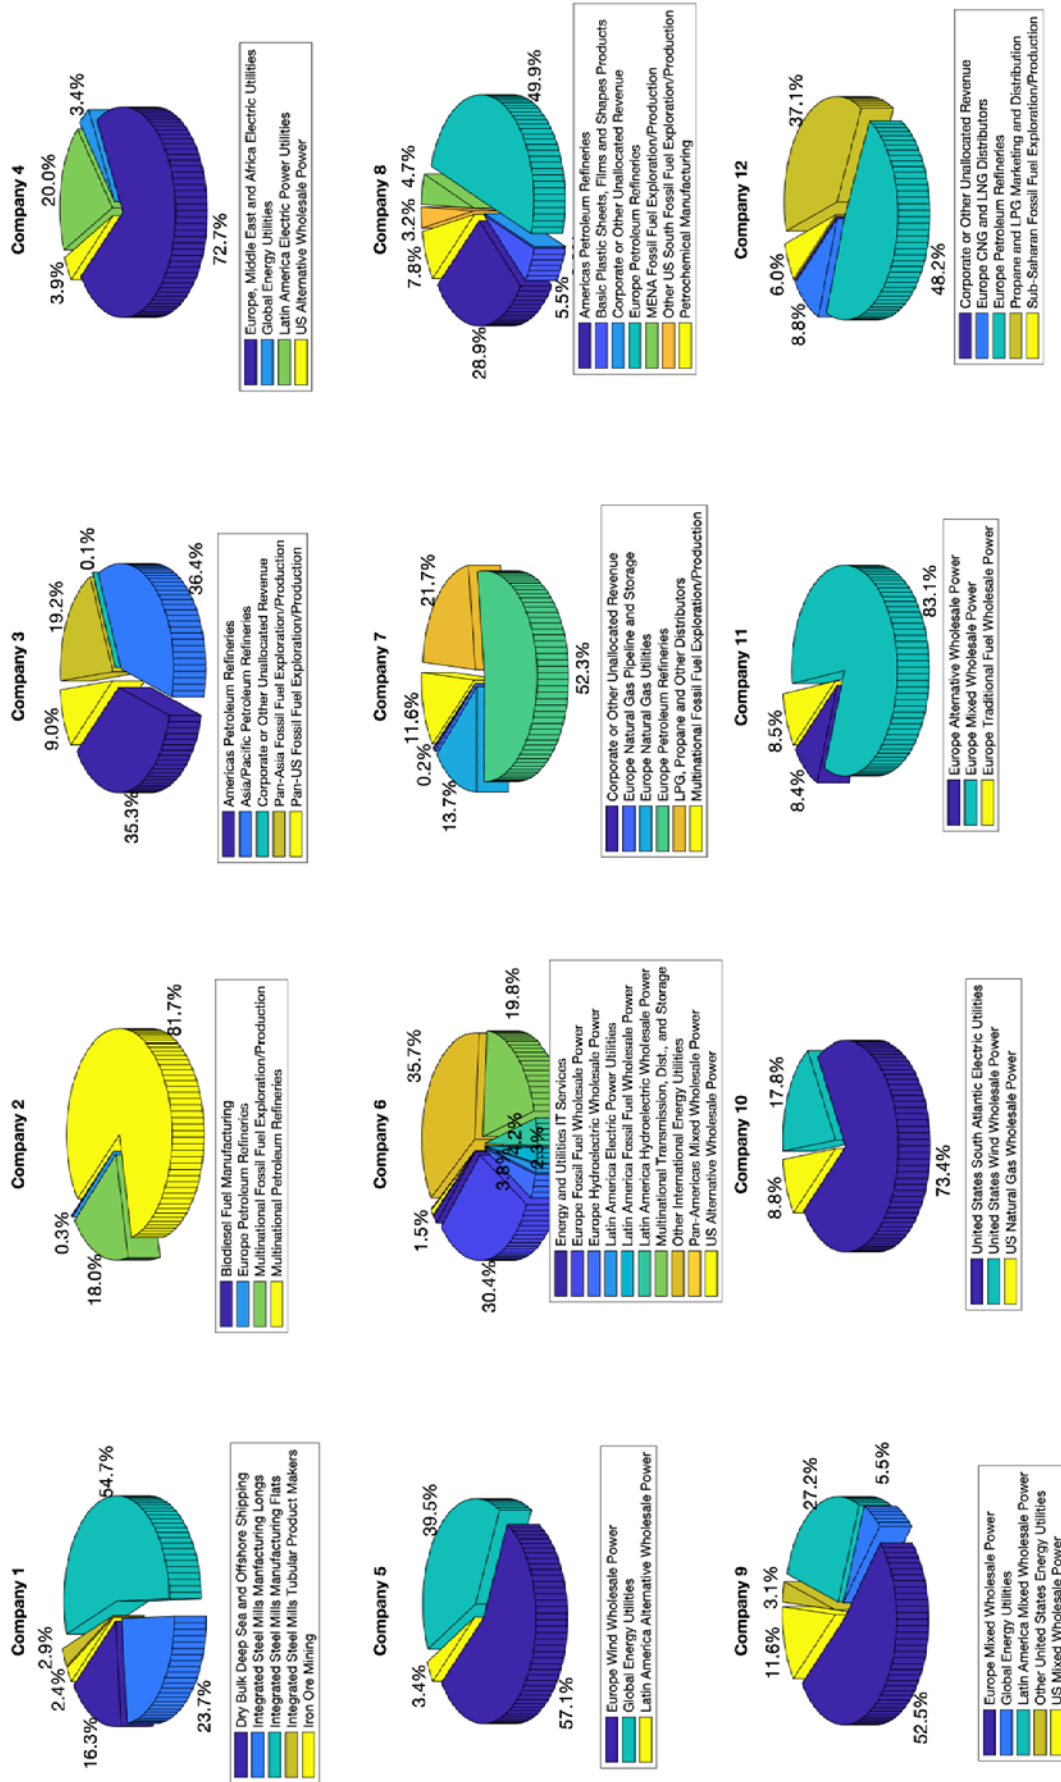 Company 1
2.4%
2.9%
16.3%
54.7%
23.7%
Dry Bulk Deep Sea and Offshore Shipping
Integrated Steel Mills Manfacturing Longs
Integrated Steel Mills Manufacturing Flats
Integrated Steel Mills Tubular Product Makers
Iron Ore Mining
Company 2
0.3%
18.0%
81.7%
Biodiesel Fuel Manufacturing
Europe Petroleum Refineries
Multinational Fossil Fuel Exploration/Production
Multinational Petroleum Refineries
Company 3
9.0%
19.2%
0.1%
35.3%
36.4%
Americas Petroleum Refineries
Asia/Pacific Petroleum Refineries
Corporate or Other Unallocated Revenue
Pan-Asia Fossil Fuel Exploration/Production
Pan-US Fossil Fuel Exploration/Production
Company 4
3.9%
20.0%
3.4%
72.7%
Europe, Middle East and Africa Electric Utilities
Global Energy Utilities
Latin America Electric Power Utilities
US Alternative Wholesale Power
Company 5
3.4%
39.5%
57.1%
Europe Wind Wholesale Power
Global Energy Utilities
Latin America Alternative Wholesale Power
Company 6
1.5%
35.7%
30.4%
3.8%
4.2%
2.3%
19.8%
Energy and Utilities IT Services
Europe Fossil Fuel Wholesale Power
Europe Hydroelectric Wholesale Power
Latin America Electric Power Utilities
Latin America Fossil Fuel Wholesale Power
Latin America Hydroelectric Wholesale Power
Multinational Transmission, Dist., and Storage
Other International Energy Utilities
Pan-Americas Mixed Wholesale Power
US Alternative Wholesale Power
Company 7
11.6%
21.7%
0.2%
13.7%
52.3%
Corporate or Other Unallocated Revenue
Europe Natural Gas Pipeline and Storage
Europe Natural Gas Utilities
Europe Petroleum Refineries
LPG, Propane and Other Distributors
Multinational Fossil Fuel Exploration/Production
Company 8
7.8%
3.2%
4.7%
28.9%
49.9%
5.5%
Americas Petroleum Refineries
Basic Plastic Sheets, Films and Shapes Products
Corporate or Other Unallocated Revenue
Europe Petroleum Refineries
MENA Fossil Fuel Exploration/Production
Other US South Fossil Fuel Exploration/Production
Petrochemical Manufacturing
Company 9
11.6%
3.1%
27.2%
5.5%
52.5%
Europe Mixed Wholesale Power
Global Energy Utilities
Latin America Mixed Wholesale Power
Other United States Energy Utilities
US Mixed Wholesale Power
Company 10
8.8%
17.8%
73.4%
United States South Atlantic Electric Utilities
United States Wind Wholesale Power
US Natural Gas Wholesale Power
Company 11
8.5%
8.4%
83.1%
Europe Alternative Wholesale Power
Europe Mixed Wholesale Power
Europe Traditional Fuel Wholesale Power
Company 12
6.0%
37.1%
8.8%
48.2%
Corporate or Other Unallocated Revenue
Europe CNG and LNG Distributors
Europe Petroleum Refineries
Propane and LPG Marketing and Distribution
Sub-Saharan Fossil Fuel Exploration/Production